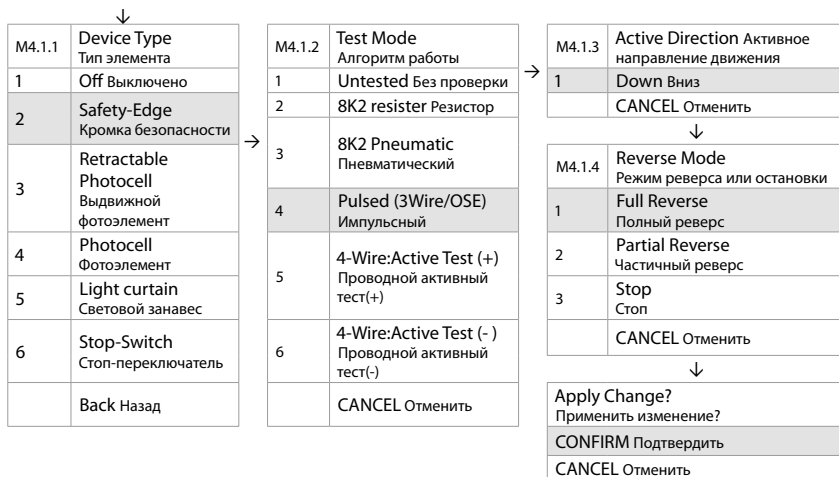 ↓
M4.1.1 Device Type
Тип элемента
1 Off Выключено
2 Safety-Edge
Кромка безопасности
3 Retractable
Photocell
Выдвижной
фотоэлемент
4 Photocell
Фотоэлемент
5 Light curtain
Световой занавес
6 Stop-Switch
Стоп-переключатель
Back Назад
→
M4.1.2 Test Mode
Алгоритм работы
1 Untested Без проверки
2 8K2 resister Резистор
3 8K2 Pneumatic
Пневматический
4 Pulsed (3Wire/OSE)
Импульсный
5 4-Wire:Active Test (+)
Проводной активный
тест(+)
6 4-Wire:Active Test (- )
Проводной активный
тест(-)
CANCEL Отменить
→
M4.1.3 Active Direction Активное
направление движения
1 Down Вниз
CANCEL Отменить
↓
M4.1.4 Reverse Mode
Режим реверса или остановки
1 Full Reverse
Полный реверс
2 Partial Reverse
Частичный реверс
3 Stop
Стоп
CANCEL Отменить
↓
Apply Change?
Применить изменение?
CONFIRM Подтвердить
CANCEL Отменить